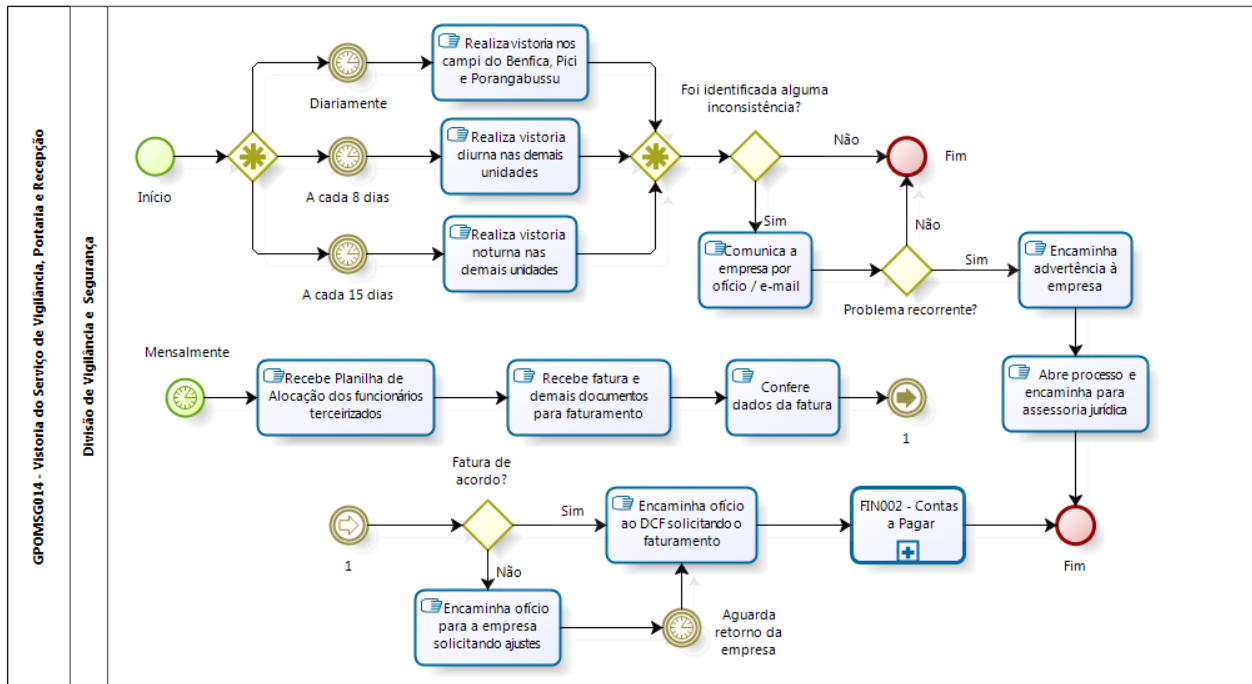 GPOMSG014 - Vistoria do Serviço de Vigilância, Portaria e Recepção
Divisão de Vigilância e Segurança
Início
Diariamente
Realiza vistoria nos
campi do Benfica, Pici
e Porangabussu
A cada 8 dias
Realiza vistoria
diurna nas demais
unidades
A cada 15 dias
Realiza vistoria
noturna nas
demais unidades
Foi identificada alguma
inconsistência?
Não
Fim
Sim
Comunica a
empresa por
ofício / e-mail
Problema recorrente?
Não
Sim
Encaminha
advertência à
empresa
Abre processo e
encaminha para
assessoria jurídica
Mensalmente
Recebe Planilha de
Alocação dos funcionários
terceirizados
Recebe fatura e
demais documentos
para faturamento
Confere
dados da fatura
1
1
Fatura de
acordo?
Sim
Não
Encaminha ofício
ao DCF solicitando o
faturamento
Encaminha ofício
para a empresa
solicitando ajustes
Aguarda
retorno da
empresa
FIN002 - Contas
a Pagar
Fim